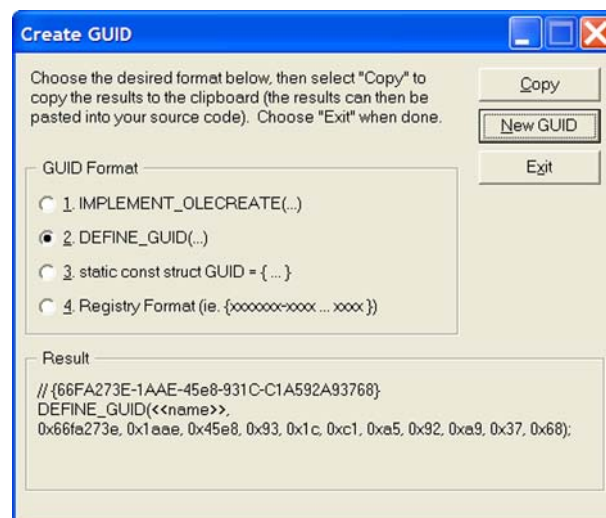 Create GUID
Choose the desired format below, then select "Copy" to
copy the results to the clipboard (the results can then be
pasted into your source code). Choose "Exit" when done.
Copy
New GUID
Exit
GUID Format
1. IMPLEMENT_OLECREATE(...)
2. DEFINE_GUID(...)
3. static const struct GUID = { ... }
4. Registry Format (ie. {xxxxxxx-xxxx ... xxxx })
Result
// {66FA273E-1AAE-45e8-931C-C1A592A93768}
DEFINE_GUID(<<name>>,
0x66fa273e, 0x1aae, 0x45e8, 0x93, 0x1c, 0xc1, 0xa5, 0x92, 0xa9, 0x37, 0x68);